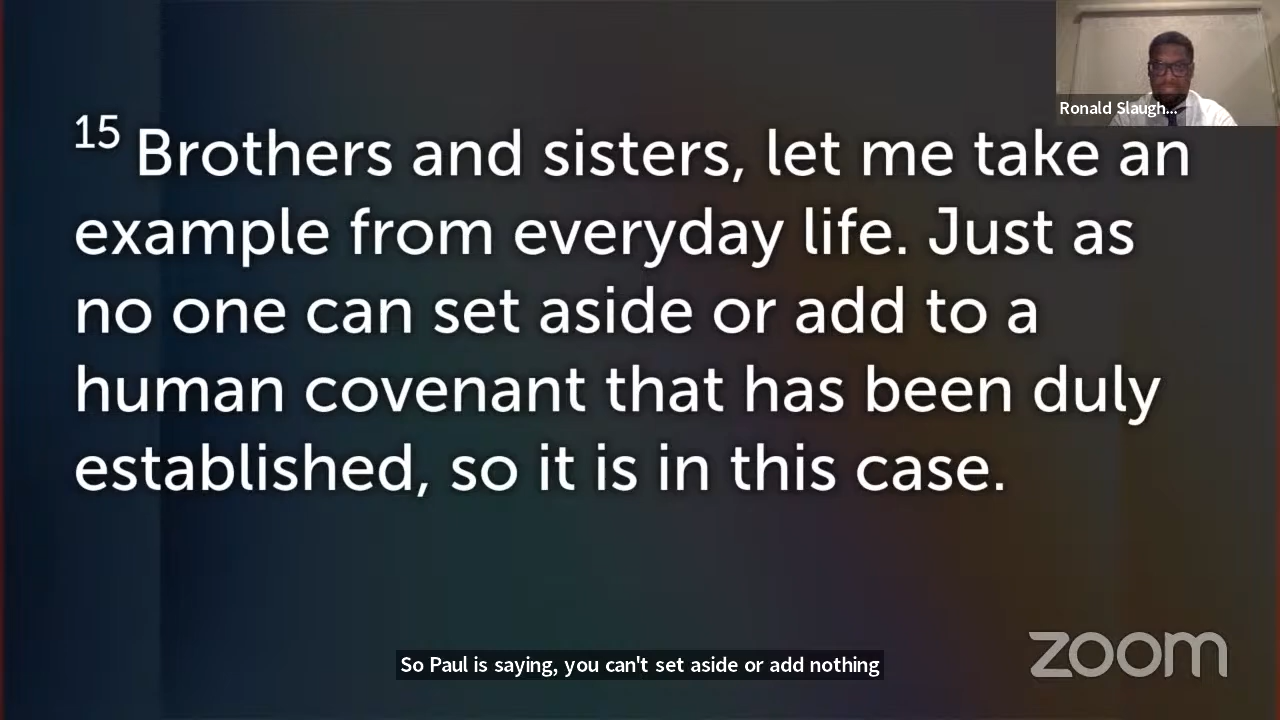 Ronald Slaugh...
15 Brothers and sisters, let me take an
example from everyday life. Just as
no one can set aside or add to a
human covenant that has been duly
established, so it is in this case.
So Paul is saying, you can't set aside or add nothing
zoom